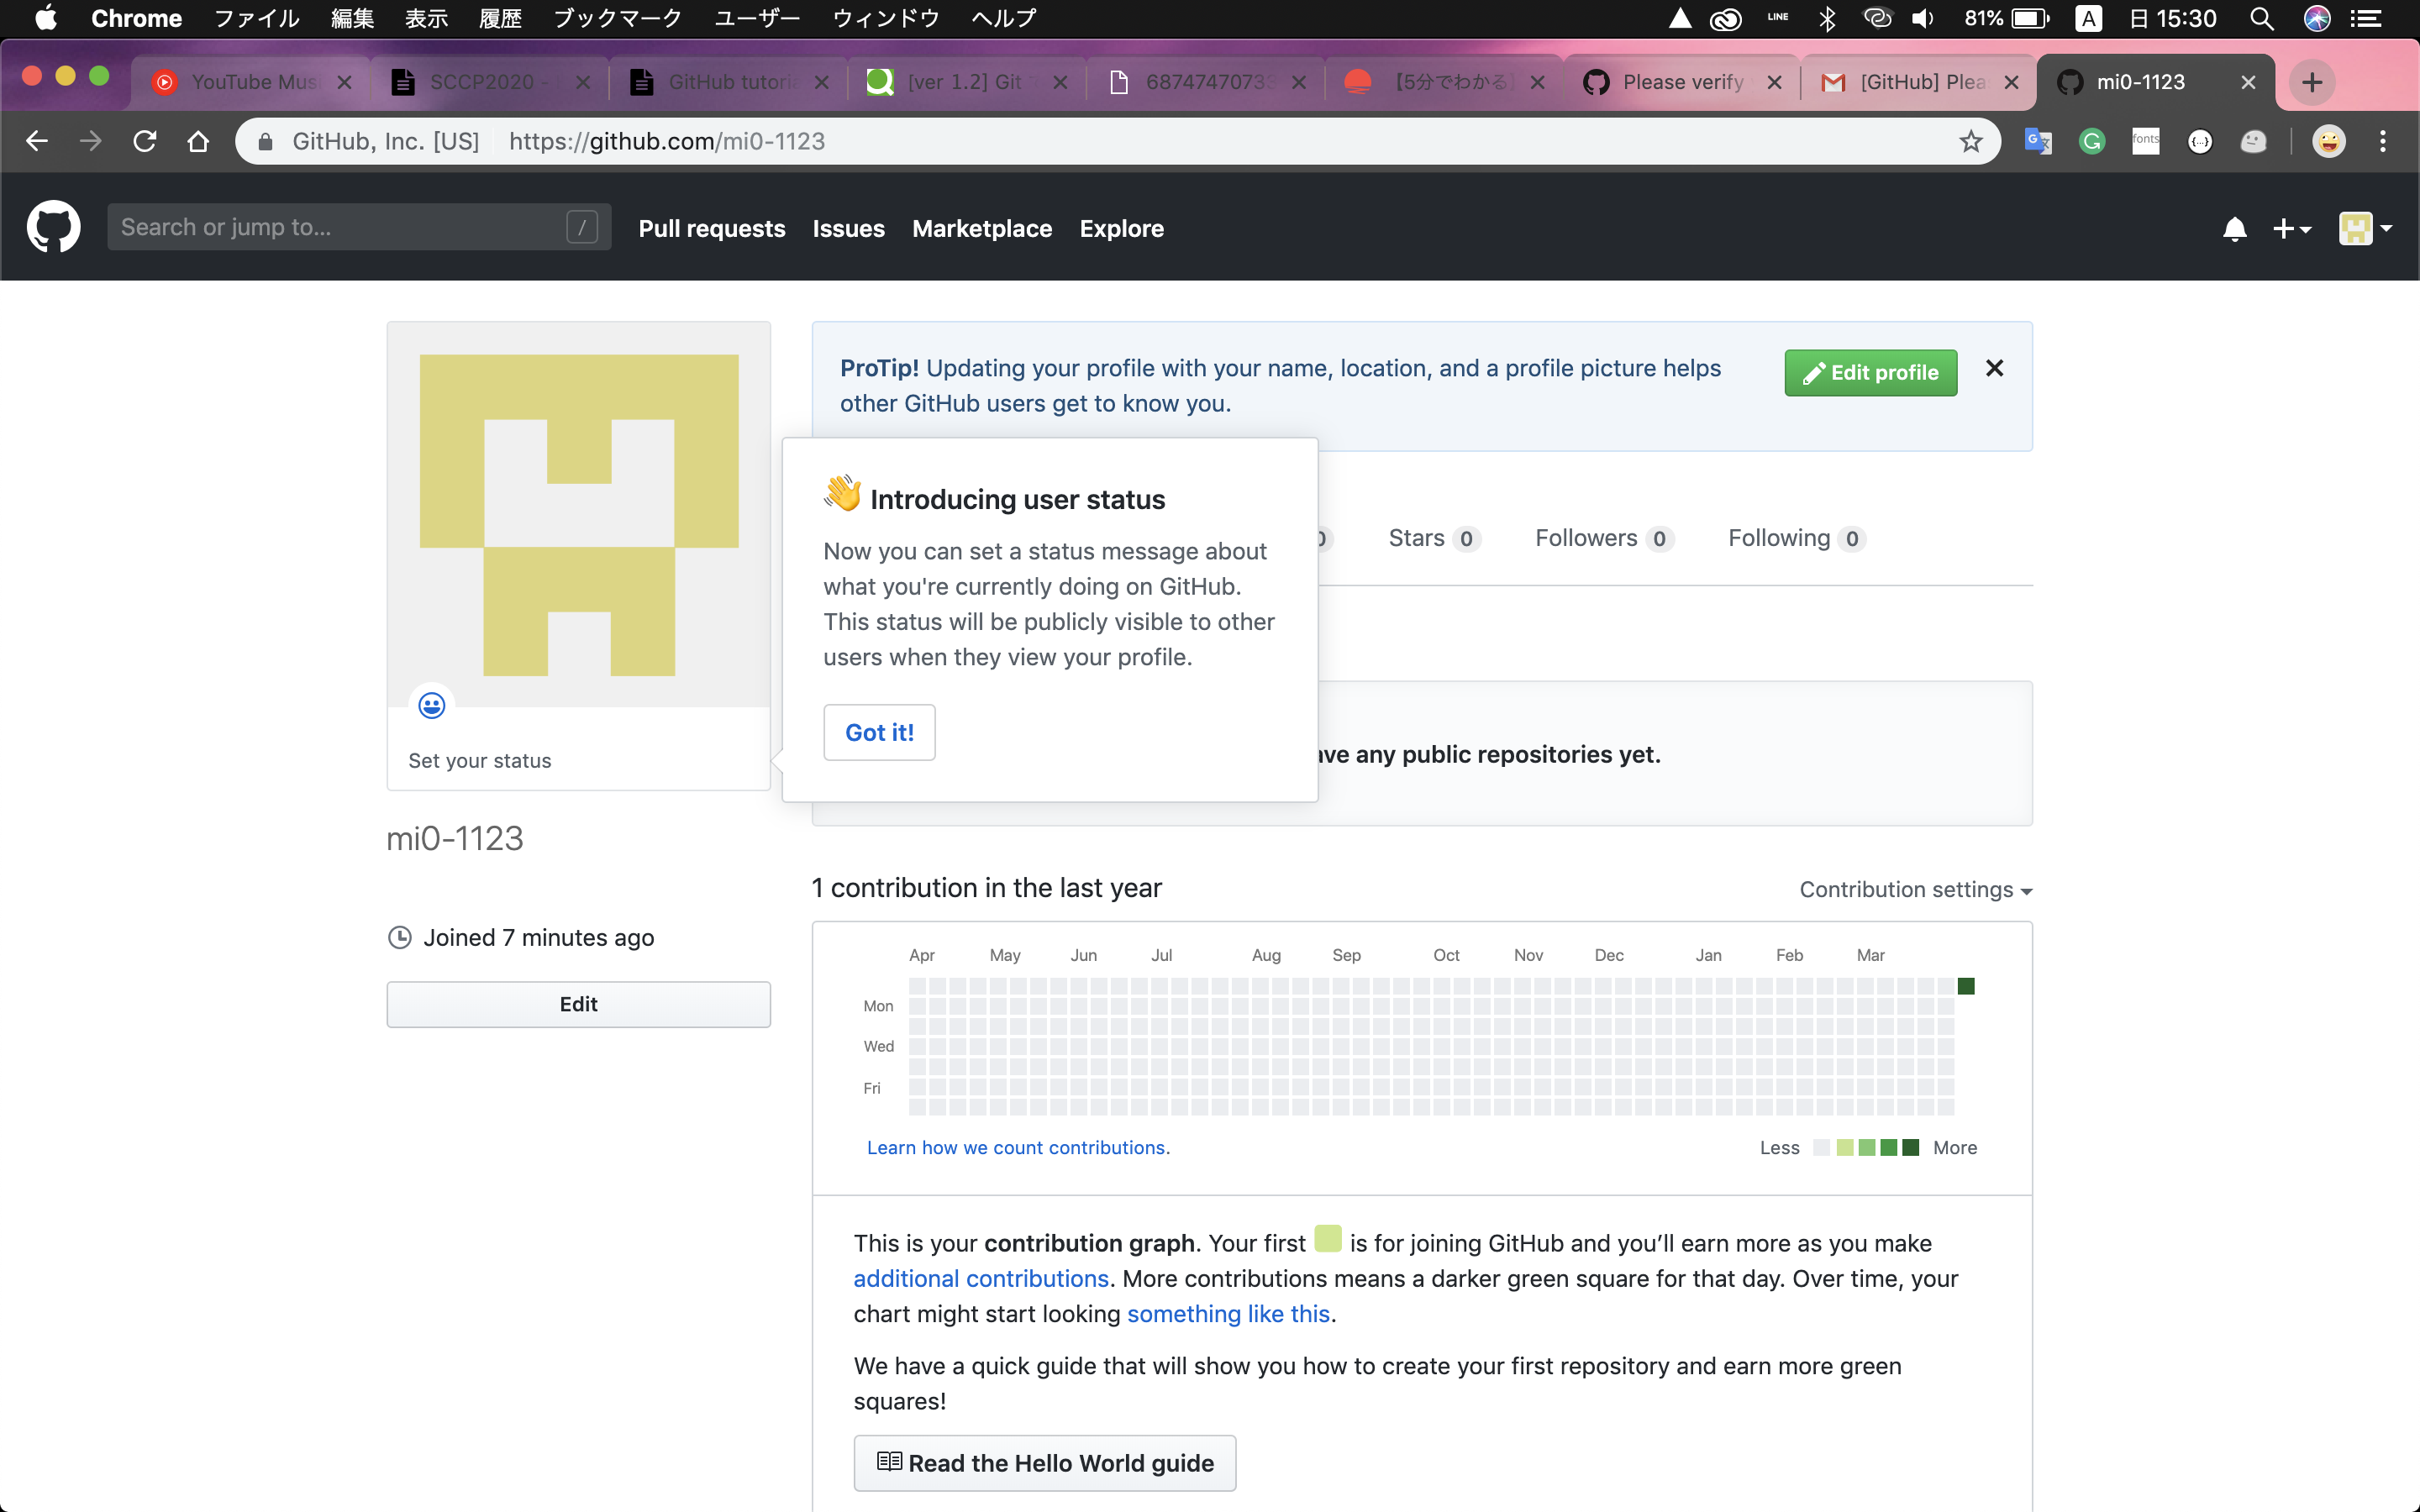 Chrome ファイル 編集 表示 履歴 ブックマーク ユーザー ウィンドウ ヘルプ LINE 81% A 日 15:30
YouTube Mus SCCP2020 - GitHub tutoria [ver 1.2] Git 68747470733 [5分でわかる] Please verify [GitHub] Plea mi0-1123
GitHub, Inc. [US] https://github.com/mi0-1123 fonts
Search or jump to... / Pull requests Issues Marketplace Explore
ProTip! Updating your profile with your name, location, and a profile picture helps
other GitHub users get to know you.
Edit profile
Introducing user status
Now you can set a status message about
what you're currently doing on GitHub.
This status will be publicly visible to other
users when they view your profile.
Got it!
Stars 0 Followers 0 Following 0
ave any public repositories yet.
Set your status
mi0-1123
Joined 7 minutes ago
Edit
1 contribution in the last year
Contribution settings
Apr May Jun Jul Aug Sep Oct Nov Dec Jan Feb Mar
Mon
Wed
Fri
Learn how we count contributions.
Less More
This is your contribution graph. Your first is for joining GitHub and you’ll earn more as you make
additional contributions. More contributions means a darker green square for that day. Over time, your
chart might start looking something like this.
We have a quick guide that will show you how to create your first repository and earn more green
squares!
Read the Hello World guide